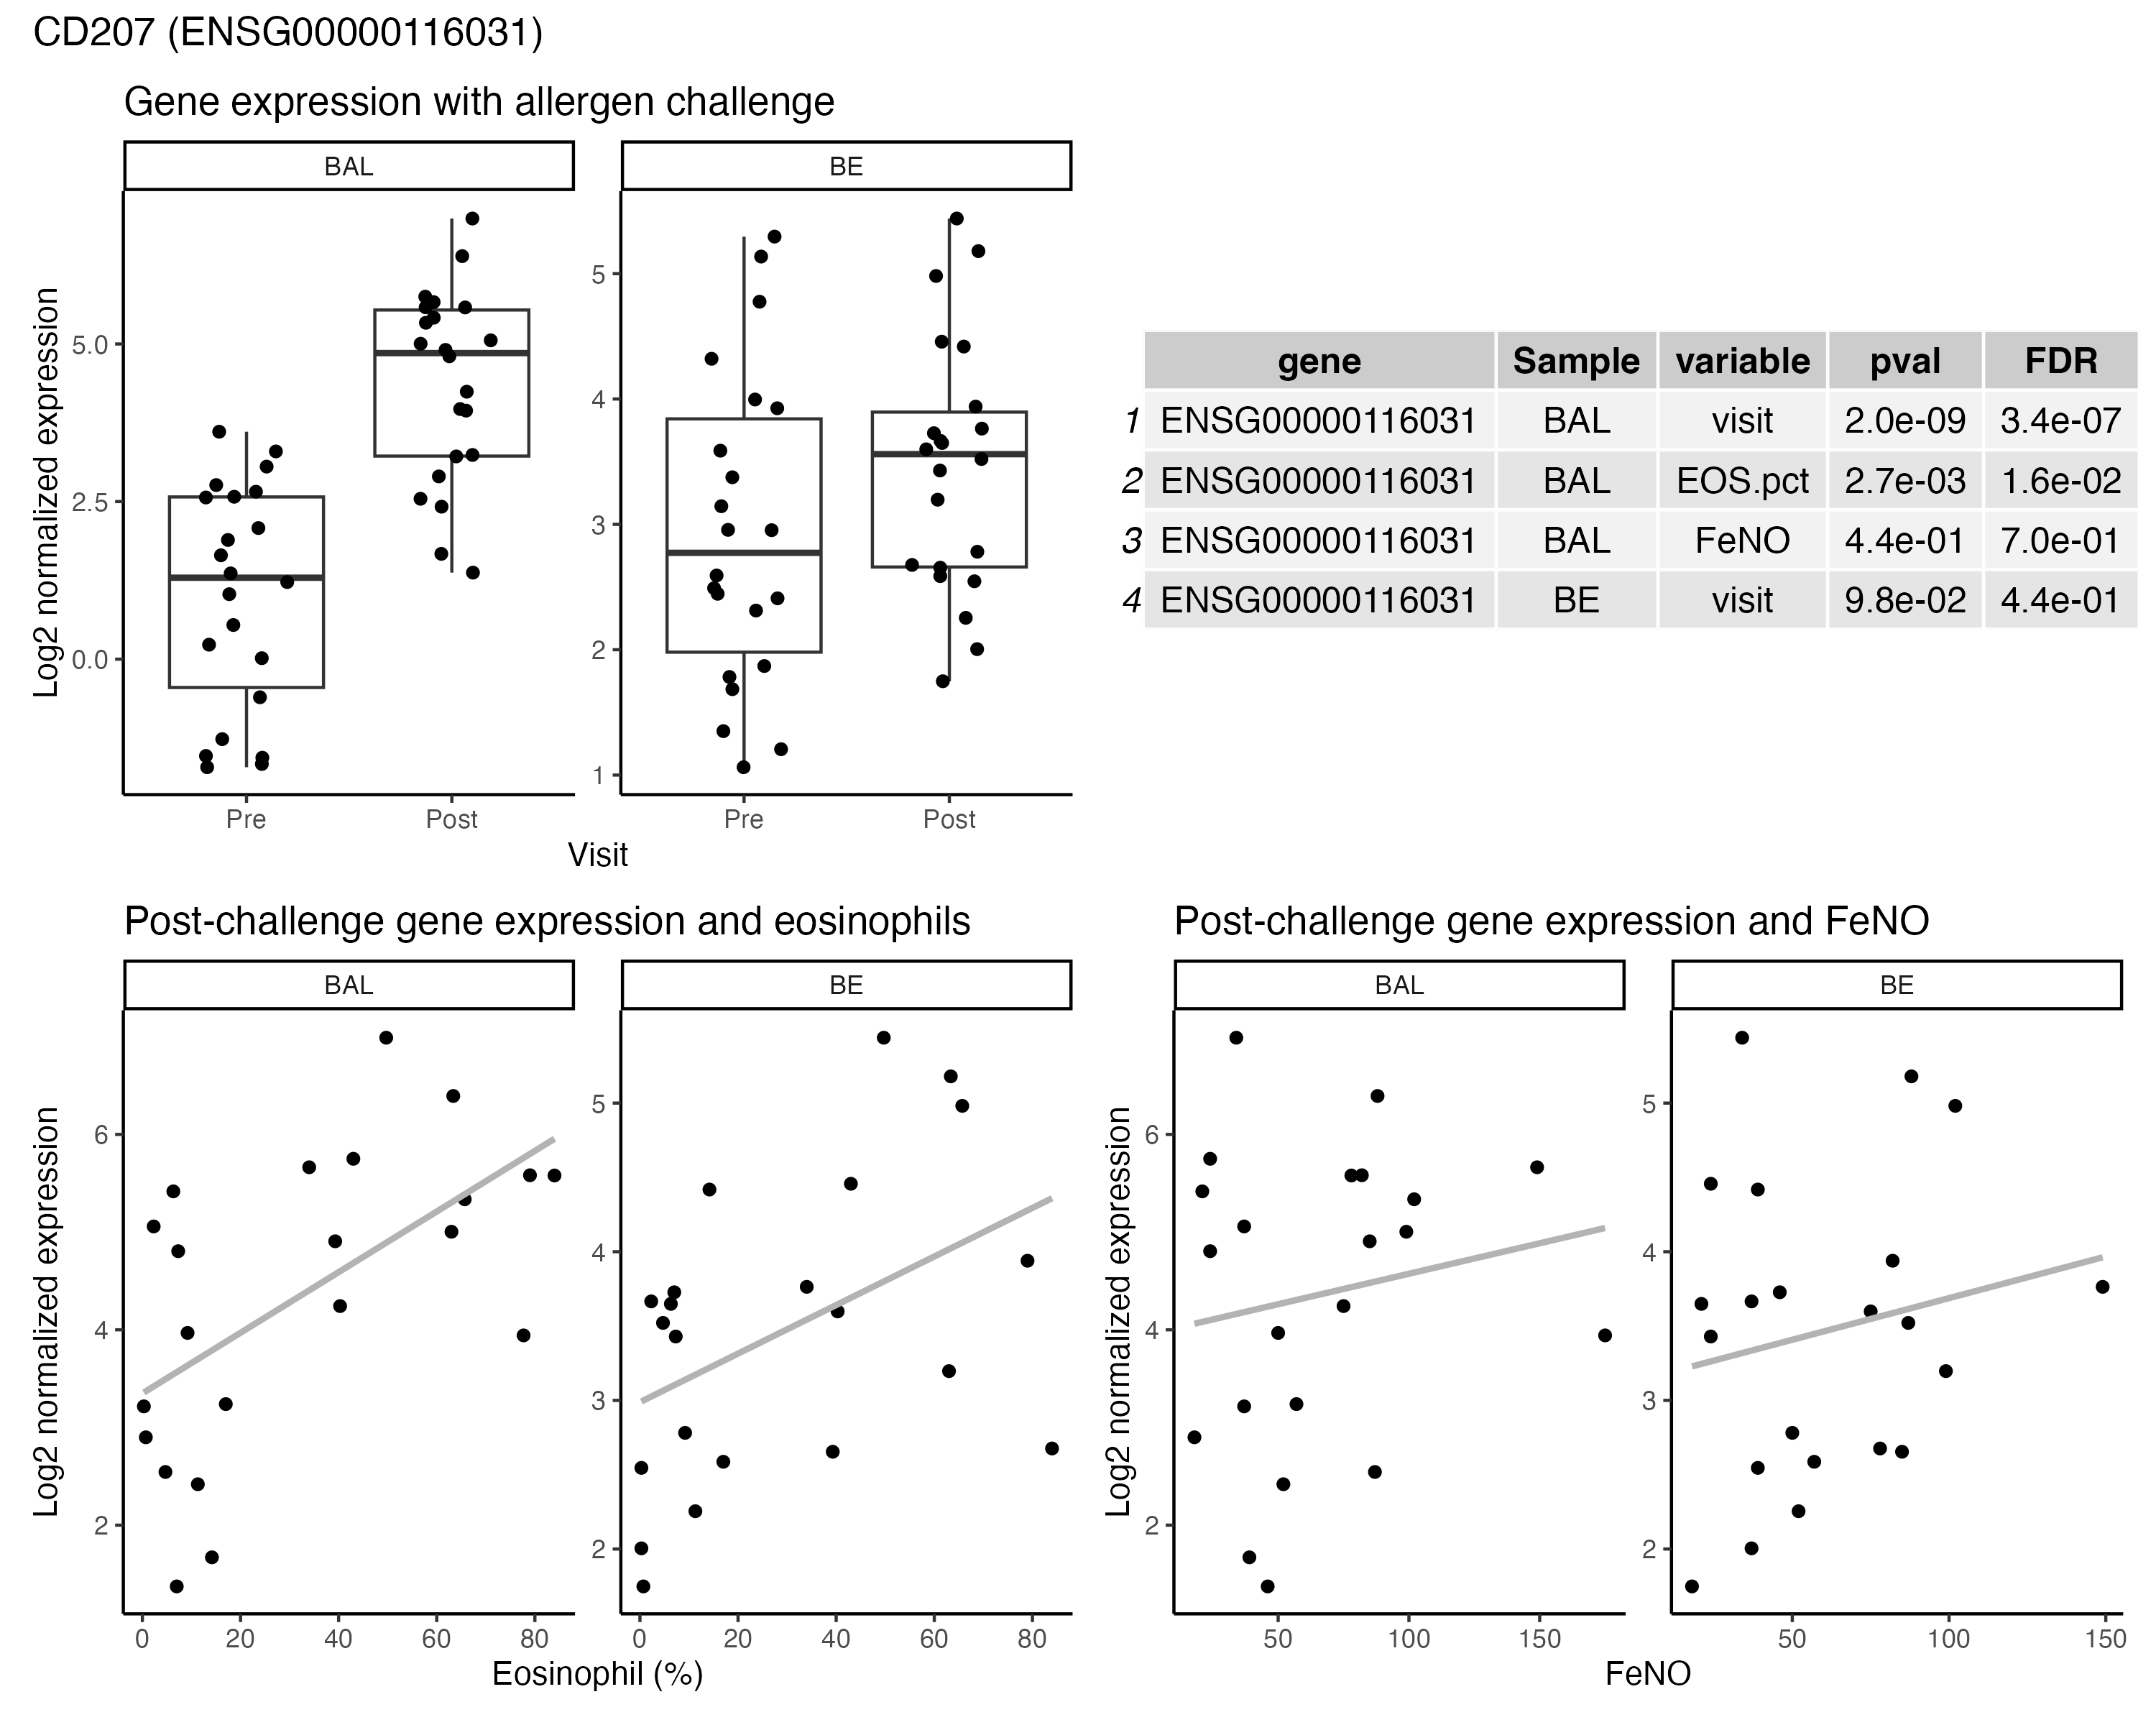 CD207 (ENSG00000116031)
Gene expression with allergen challenge
BAL
BE
Log2 normalized expression
5.0
2.5
0.0
5
4
3
2
1
Pre
Post
Pre
Post
Visit
gene Sample variable pval FDR
1 ENSG00000116031 BAL visit 2.0e-09 3.4e-07
2 ENSG00000116031 BAL EOS.pct 2.7e-03 1.6e-02
3 ENSG00000116031 BAL FeNO 4.4e-01 7.0e-01
4 ENSG00000116031 BE visit 9.8e-02 4.4e-01
Post-challenge gene expression and eosinophils
BAL
BE
Log2 normalized expression
6
4
2
5
4
3
2
0 20 40 60 80
0 20 40 60 80
Eosinophil (%)
Post-challenge gene expression and FeNO
BAL
BE
Log2 normalized expression
6
4
2
5
4
3
2
50 100 150
50 100 150
FeNO